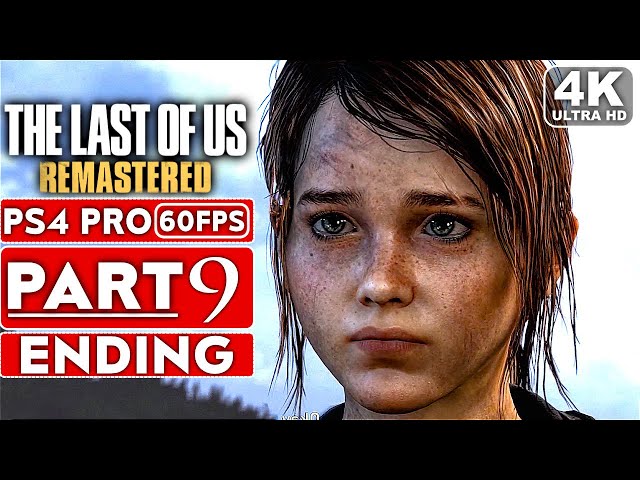 4K
ULTRA HD
THE LAST OF US
REMASTERED
PS4 PRO 60FPS
PART 9
ENDING